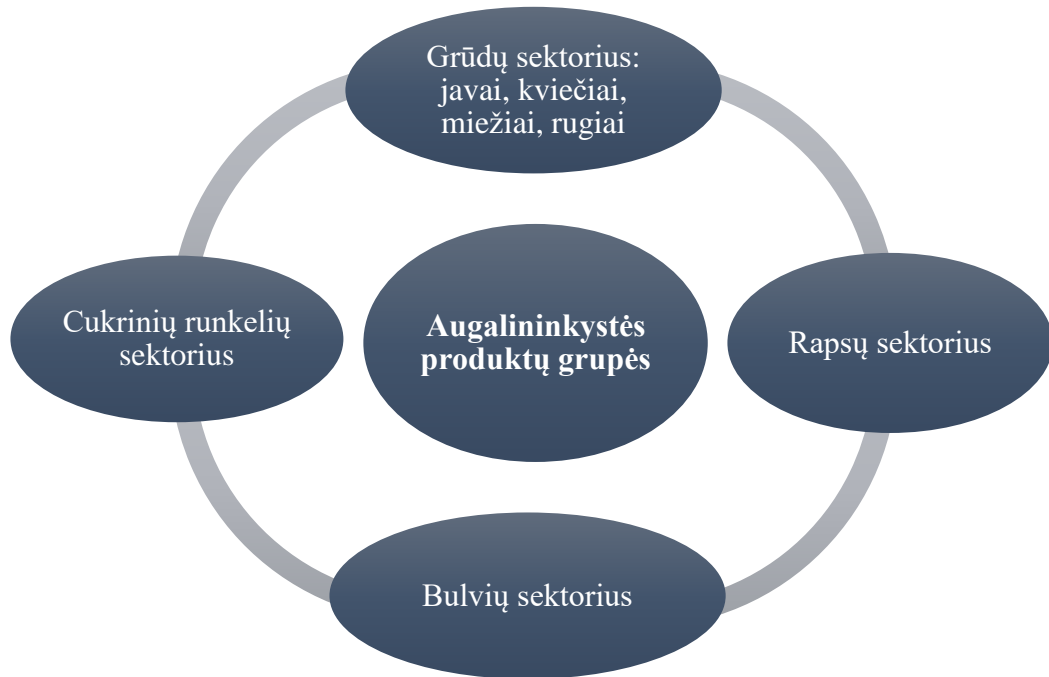 Grūdų sektorius:
javai, kviečiai,
miežiai, rugiai
Cukrinių runkelių
sektorius
Augalininkystės
produktų grupės
Rapsų sektorius
Bulvių sektorius